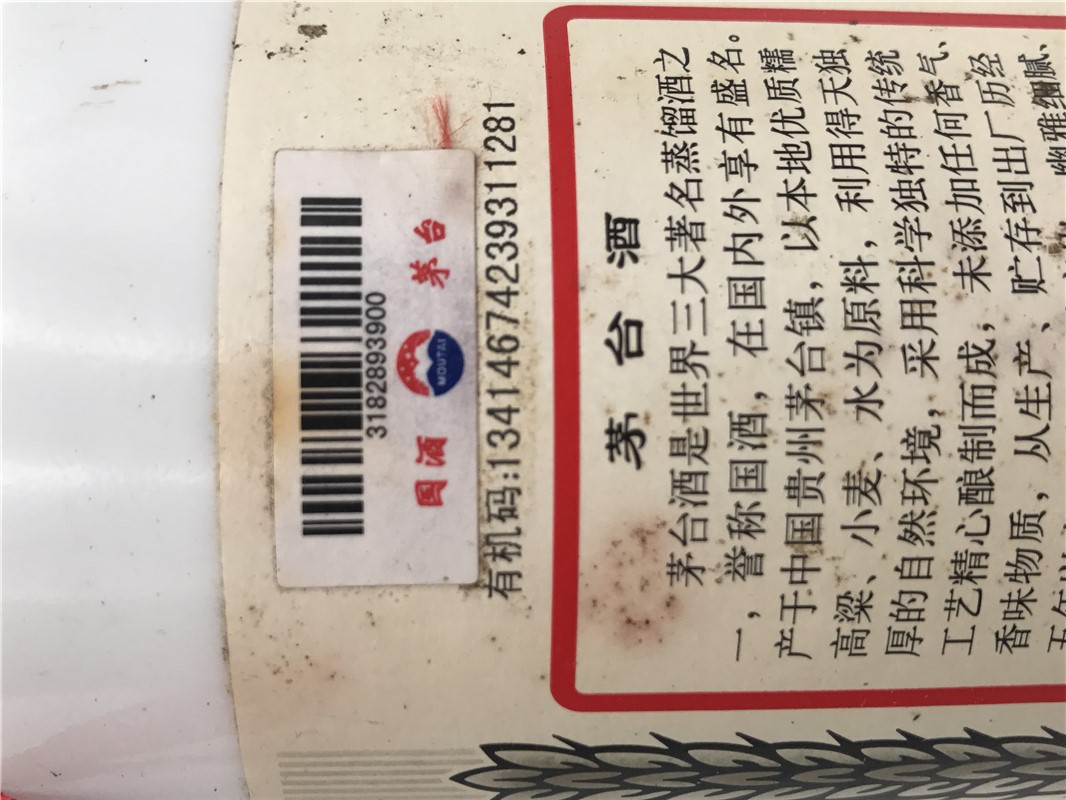 3182893900
国酒 茅台
MOUTAI
有机码:13414674239311281
茅台酒
茅台酒是世界三大著名蒸馏酒之
一，誉称国酒，在国内外享有盛名。
产于中国贵州茅台镇，以本地优质糯
高粱、小麦、水为原料，利用得天独
厚的自然环境，采用科学独特的传统
工艺精心酿制而成，未添加任何香气、
香味物质，从生产、贮存到出厂历经
幽雅细腻、